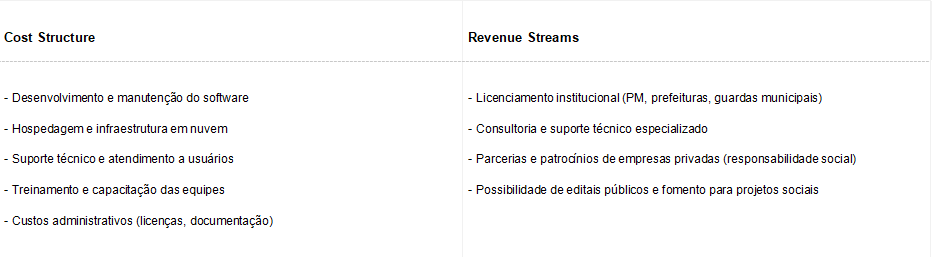 Cost Structure
- Desenvolvimento e manutenção do software
- Hospedagem e infraestrutura em nuvem
- Suporte técnico e atendimento a usuários
- Treinamento e capacitação das equipes
- Custos administrativos (licenças, documentação)
Revenue Streams
- Licenciamento institucional (PM, prefeituras, guardas municipais)
- Consultoria e suporte técnico especializado
- Parcerias e patrocínios de empresas privadas (responsabilidade social)
- Possibilidade de editais públicos e fomento para projetos sociais